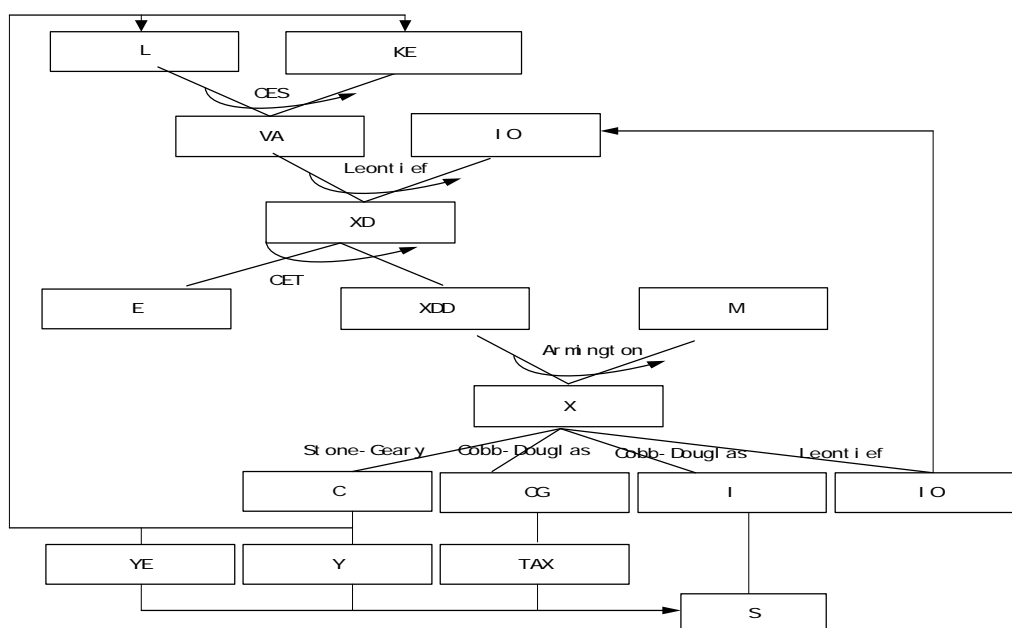 L
KE
CES
VA
IO
Leontief
XD
CET
E
XDD
M
Armington
X
Stone-Geary
Cobb-Douglas
Cobb-Douglas
Leontief
C
CG
I
IO
YE
Y
TAX
S